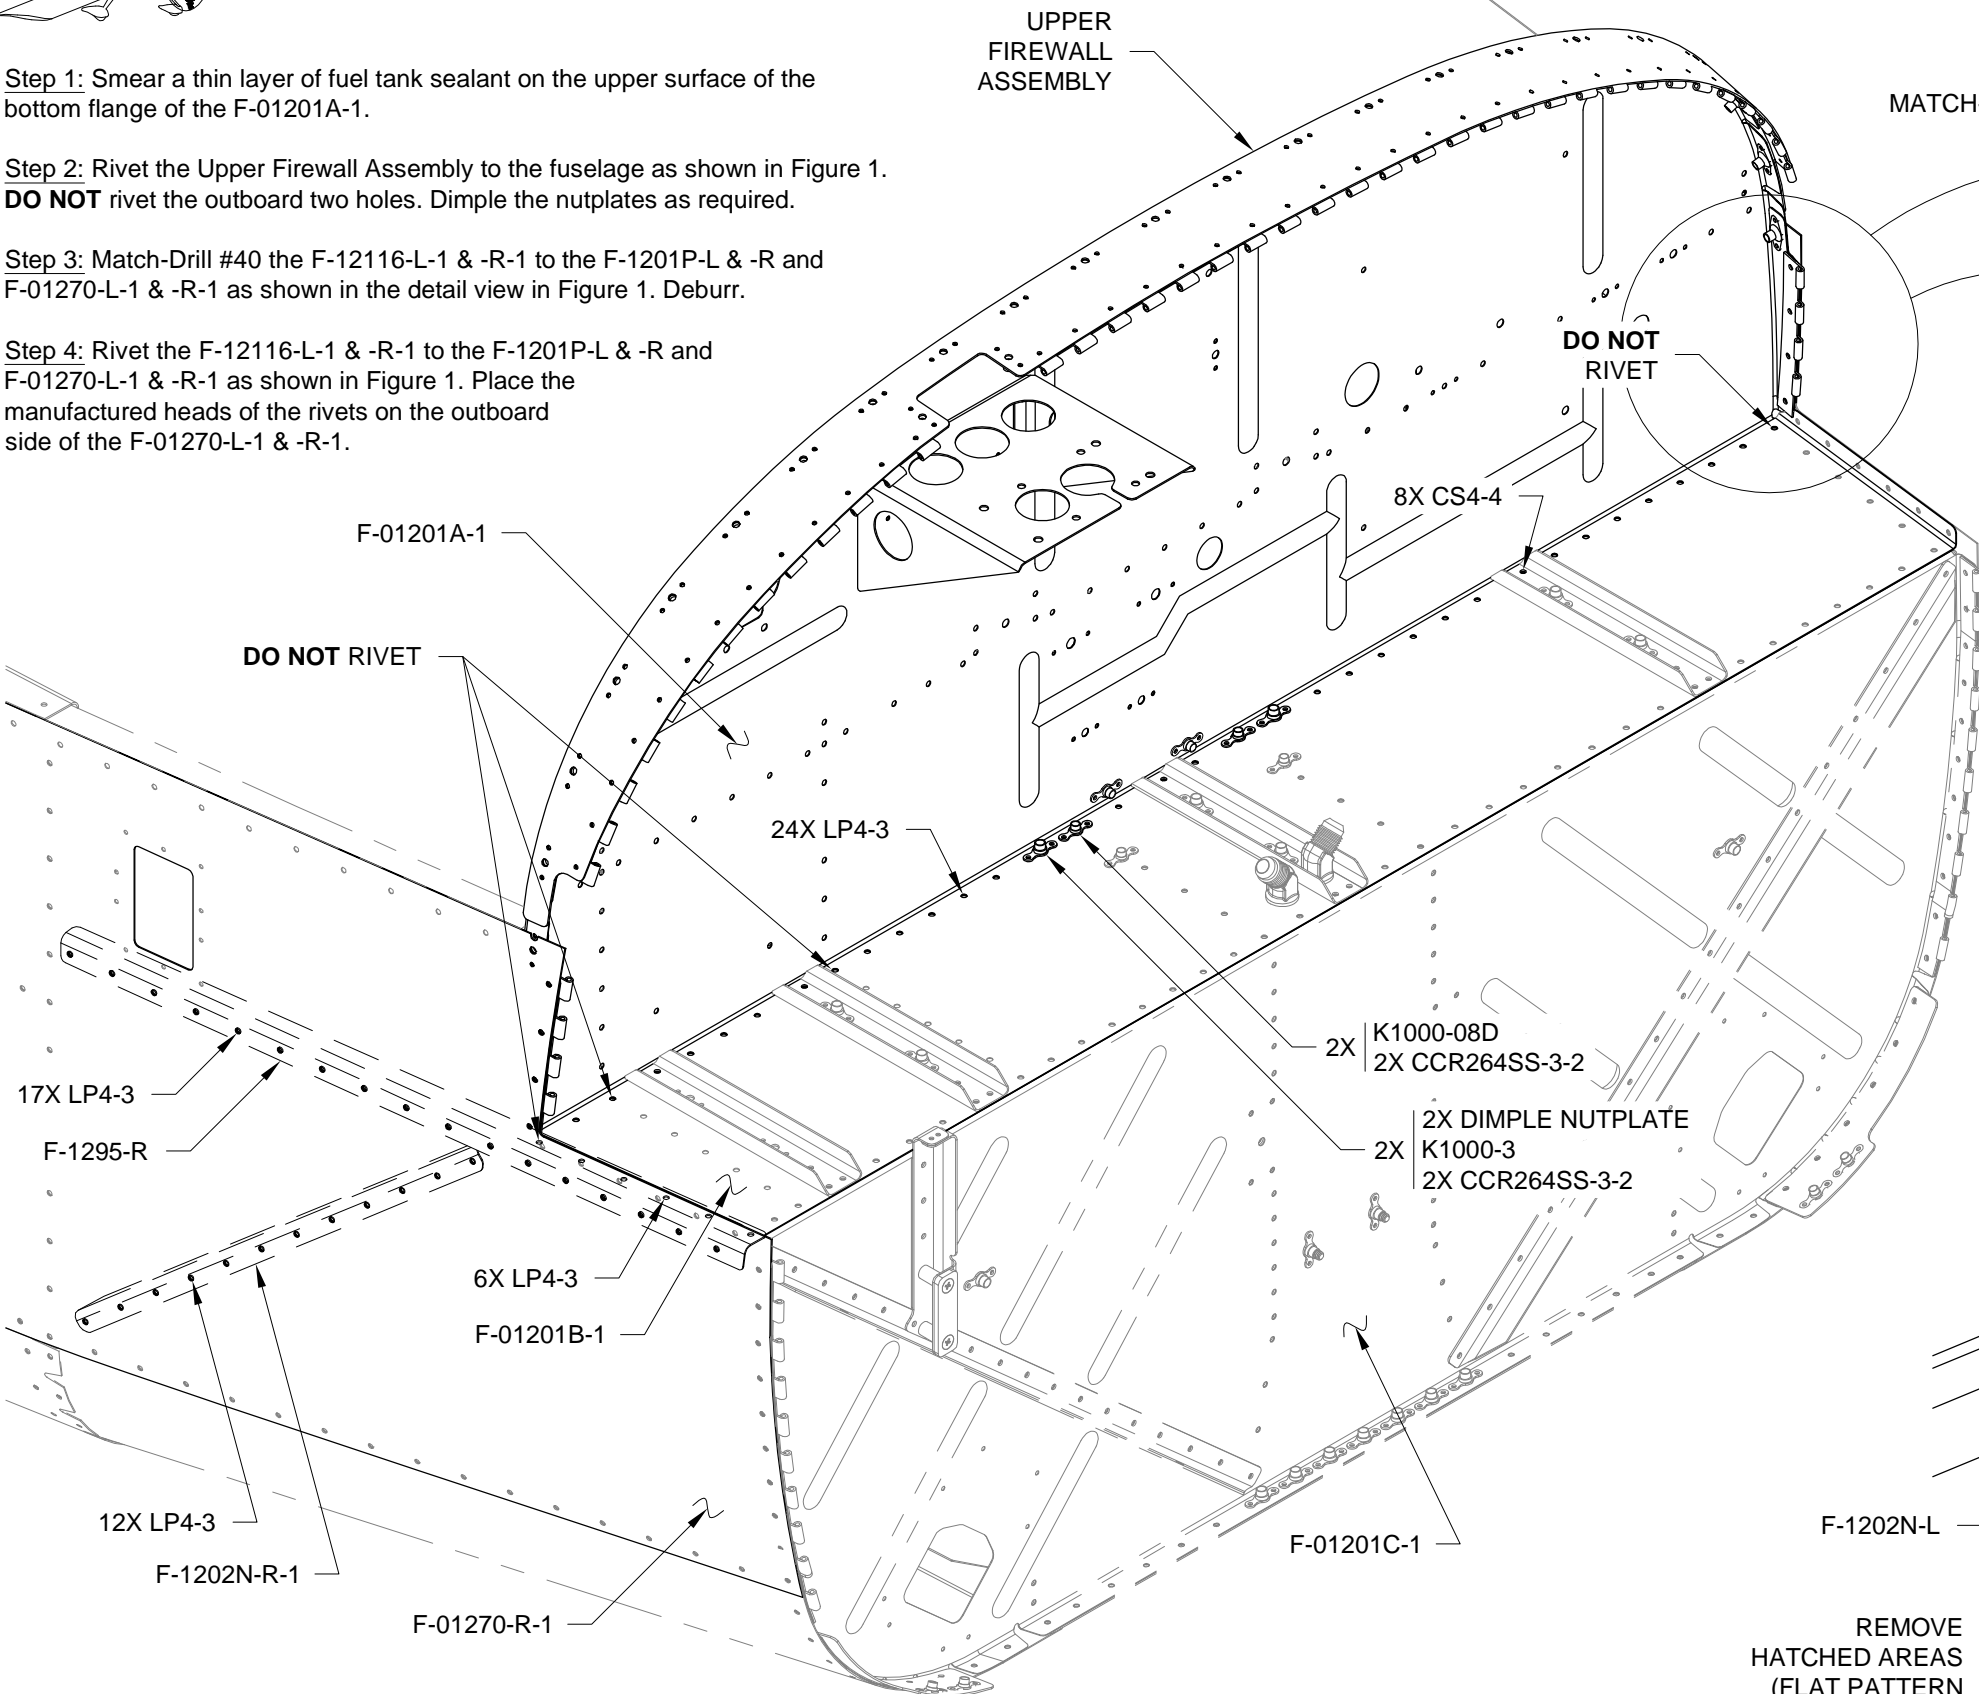 Step 1: Smear a thin layer of fuel tank sealant on the upper surface of the
bottom flange of the F-01201A-1.
Step 2: Rivet the Upper Firewall Assembly to the fuselage as shown in Figure 1.
DO NOT rivet the outboard two holes. Dimple the nutplates as required.
Step 3: Match-Drill #40 the F-12116-L-1 & -R-1 to the F-1201P-L & -R and
F-01270-L-1 & -R-1 as shown in the detail view in Figure 1. Deburr.
Step 4: Rivet the F-12116-L-1 & -R-1 to the F-1201P-L & -R and
F-01270-L-1 & -R-1 as shown in Figure 1. Place the
manufactured heads of the rivets on the outboard
side of the F-01270-L-1 & -R-1.
UPPER
FIREWALL
ASSEMBLY
MATCH-
DO NOT
RIVET
8X CS4-4
F-01201A-1
DO NOT RIVET
24X LP4-3
2X
K1000-08D
2X CCR264SS-3-2
2X
2X DIMPLE NUTPLATE
K1000-3
2X CCR264SS-3-2
17X LP4-3
F-1295-R
6X LP4-3
F-01201B-1
12X LP4-3
F-1202N-R-1
F-01270-R-1
F-01201C-1
F-1202N-L
REMOVE
HATCHED AREAS
(FLAT PATTERN